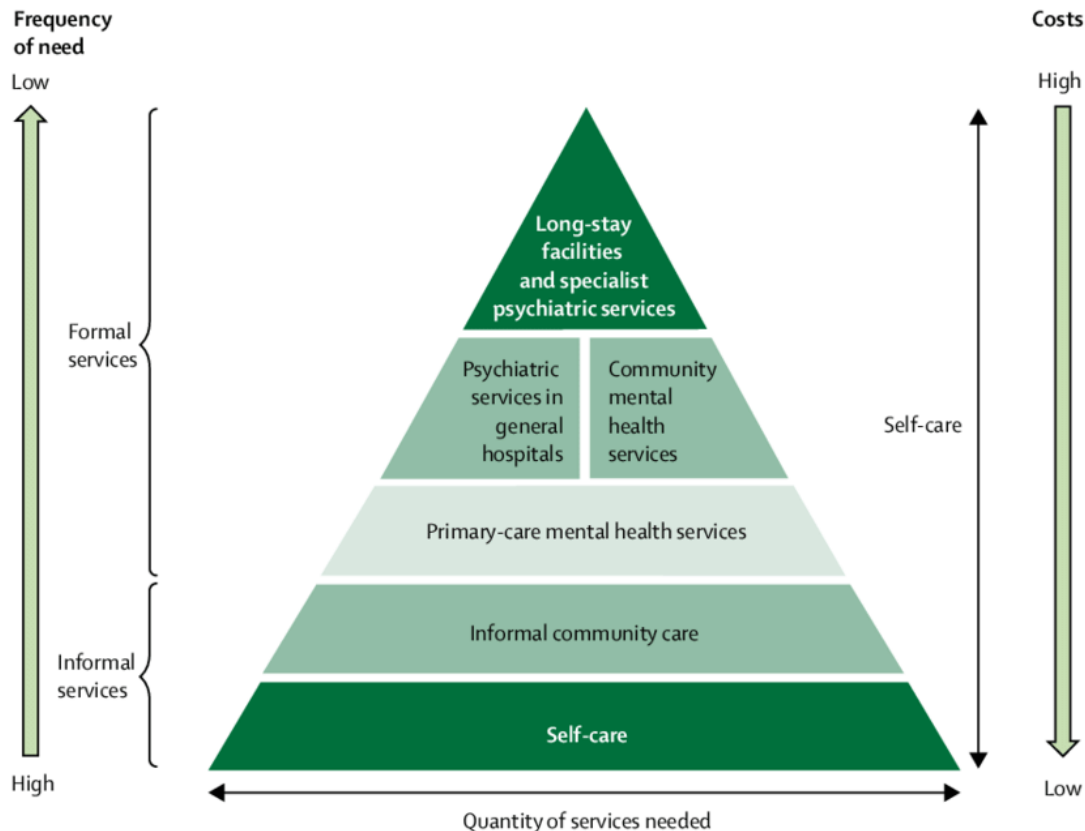 Frequency
of need
Low
High
Formal
services
Informal
services
Long-stay
facilities
and specialist
psychiatric services
Psychiatric
services in
general
hospitals
Community
mental
health
services
Primary-care mental health services
Informal community care
Self-care
Quantity of services needed
Self-care
Costs
High
Low